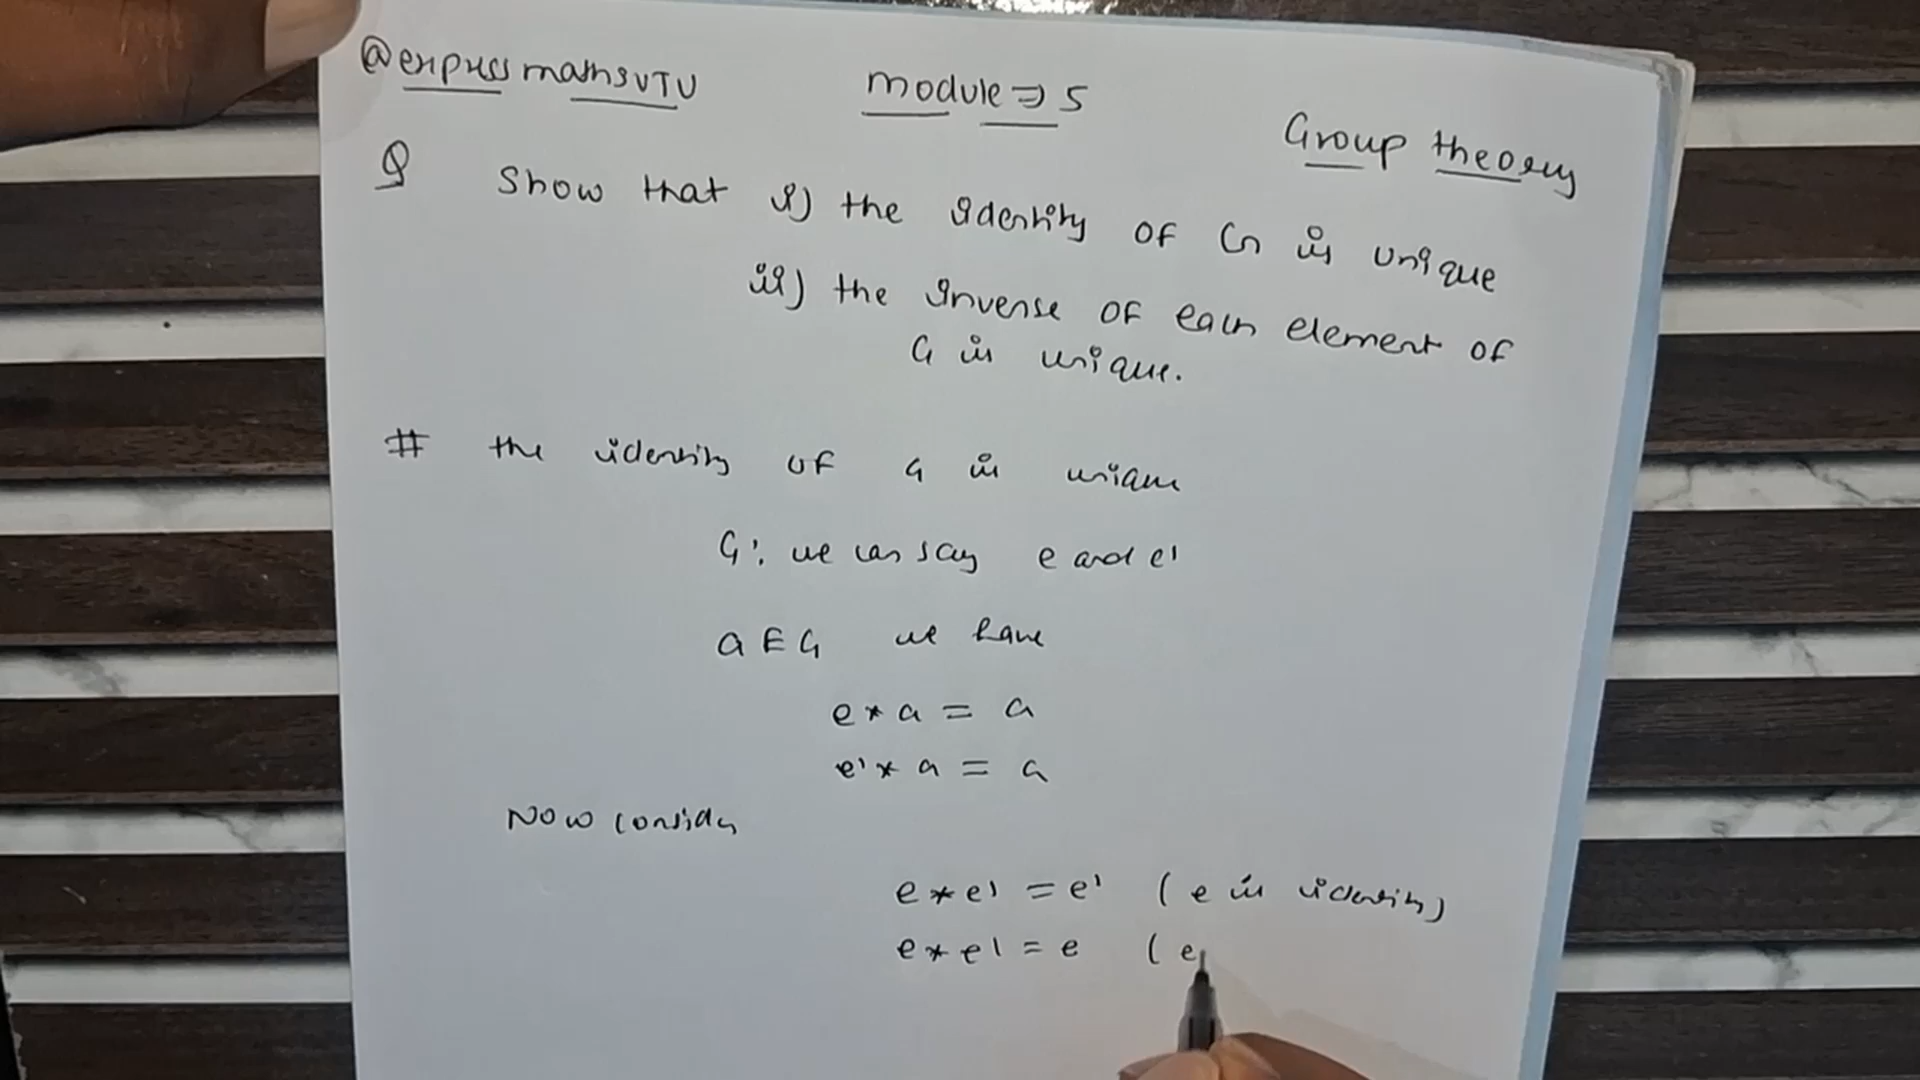 @expressmathsVTU module ⇒ 5 Group theory
Q Show that i) the Identity of G is unique
ii) the Inverse of each element of
G is unique.
# the identity of G is unique
G: we can say e and e'
a ∈ G we have
e * a = a
e' * a = a
Now consider
e * e' = e' (e is identity)
e * e' = e (e